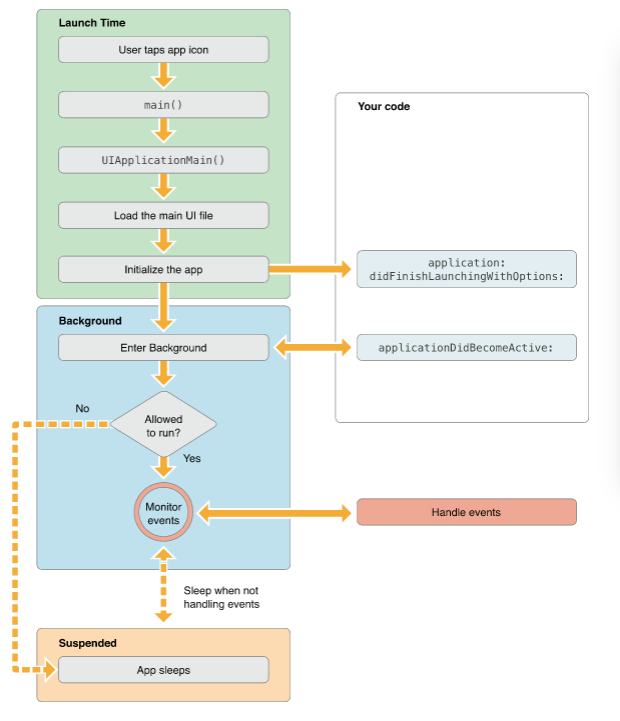 Launch Time
User taps app icon
main()
UIApplicationMain()
Load the main UI file
Initialize the app
Your code
application:
didFinishLaunchingWithOptions:
Background
Enter Background
applicationDidBecomeActive:
No
Allowed
to run?
Yes
Monitor
events
Handle events
Sleep when not
handling events
Suspended
App sleeps